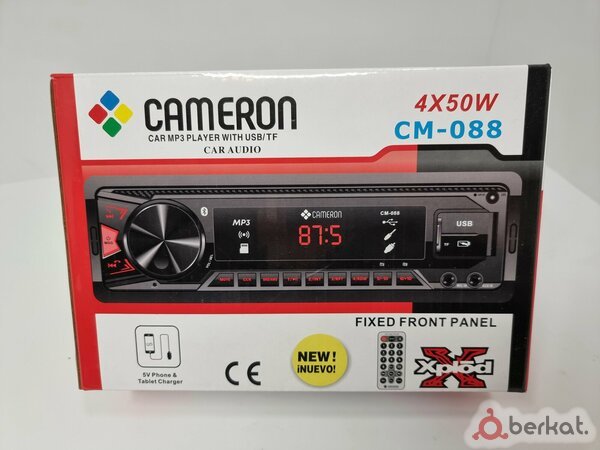 CAMERON
CAR MP3 PLAYER WITH USB/TF
CAR AUDIO
4X50W
CM-088
MP3
CAMERON
CM-088
87:5
USB
FIXED FRONT PANEL
5V Phone &
Tablet Charger
CE
NEW!
¡NUEVO!
Xplod
berkat.